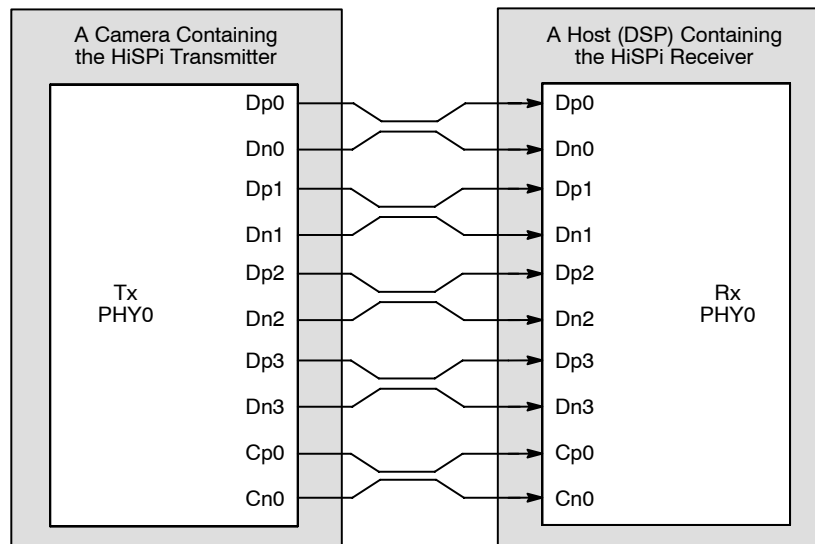 A Camera Containing
the HiSPi Transmitter
Tx
PHY0
Dp0
Dn0
Dp1
Dn1
Dp2
Dn2
Dp3
Dn3
Cp0
Cn0
A Host (DSP) Containing
the HiSPi Receiver
Dp0
Dn0
Dp1
Dn1
Dp2
Dn2
Dp3
Dn3
Cp0
Cn0
Rx
PHY0